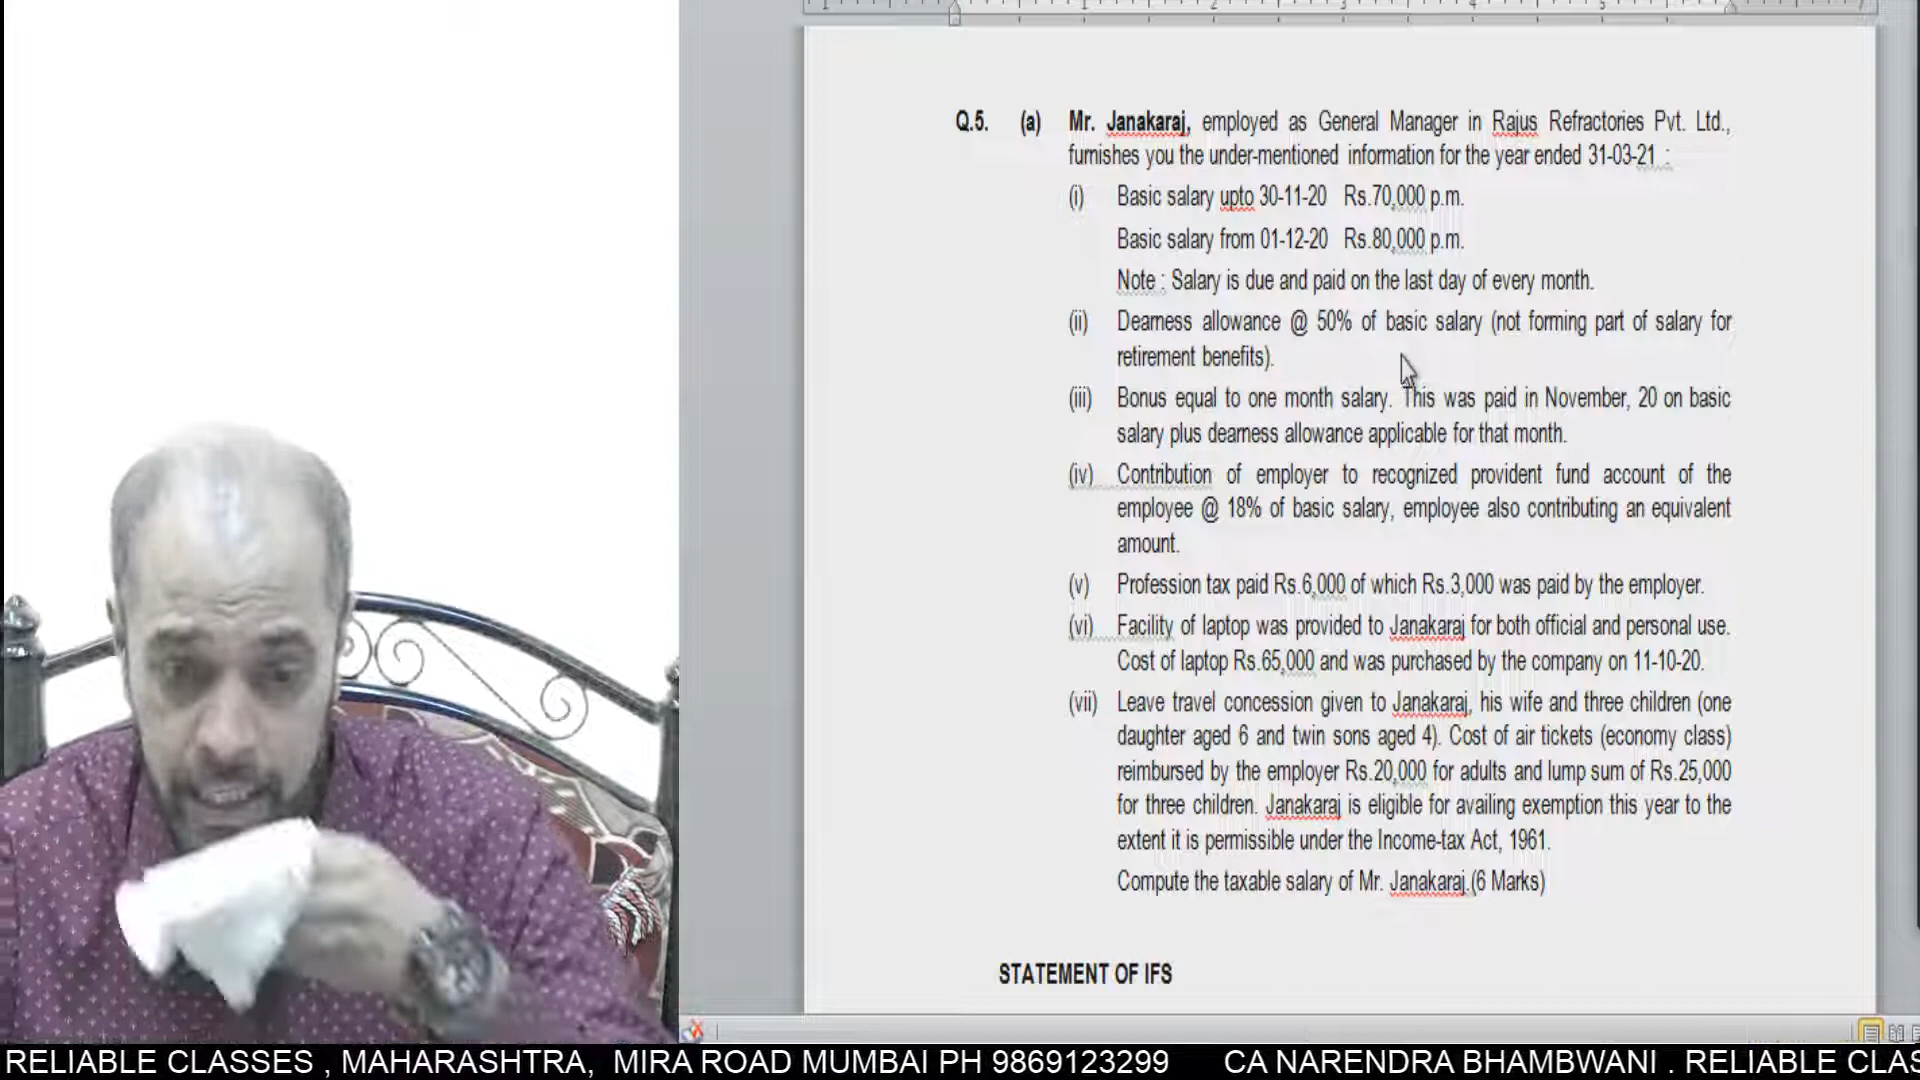 Q.5. (a) Mr. Janakaraj, employed as General Manager in Rajus Refractories Pvt. Ltd.,
furnishes you the under-mentioned information for the year ended 31-03-21 :
(i) Basic salary upto 30-11-20 Rs.70,000 p.m.
Basic salary from 01-12-20 Rs.80,000 p.m.
Note : Salary is due and paid on the last day of every month.
(ii) Dearness allowance @ 50% of basic salary (not forming part of salary for
retirement benefits).
(iii) Bonus equal to one month salary. This was paid in November, 20 on basic
salary plus dearness allowance applicable for that month.
(iv) Contribution of employer to recognized provident fund account of the
employee @ 18% of basic salary, employee also contributing an equivalent
amount.
(v) Profession tax paid Rs.6,000 of which Rs.3,000 was paid by the employer.
(vi) Facility of laptop was provided to Janakaraj for both official and personal use.
Cost of laptop Rs.65,000 and was purchased by the company on 11-10-20.
(vii) Leave travel concession given to Janakaraj, his wife and three children (one
daughter aged 6 and twin sons aged 4). Cost of air tickets (economy class)
reimbursed by the employer Rs.20,000 for adults and lump sum of Rs.25,000
for three children. Janakaraj is eligible for availing exemption this year to the
extent it is permissible under the Income-tax Act, 1961.
Compute the taxable salary of Mr. Janakaraj.(6 Marks)
STATEMENT OF IFS
RELIABLE CLASSES , MAHARASHTRA, MIRA ROAD MUMBAI PH 9869123299 CA NARENDRA BHAMBWANI . RELIABLE CLAS